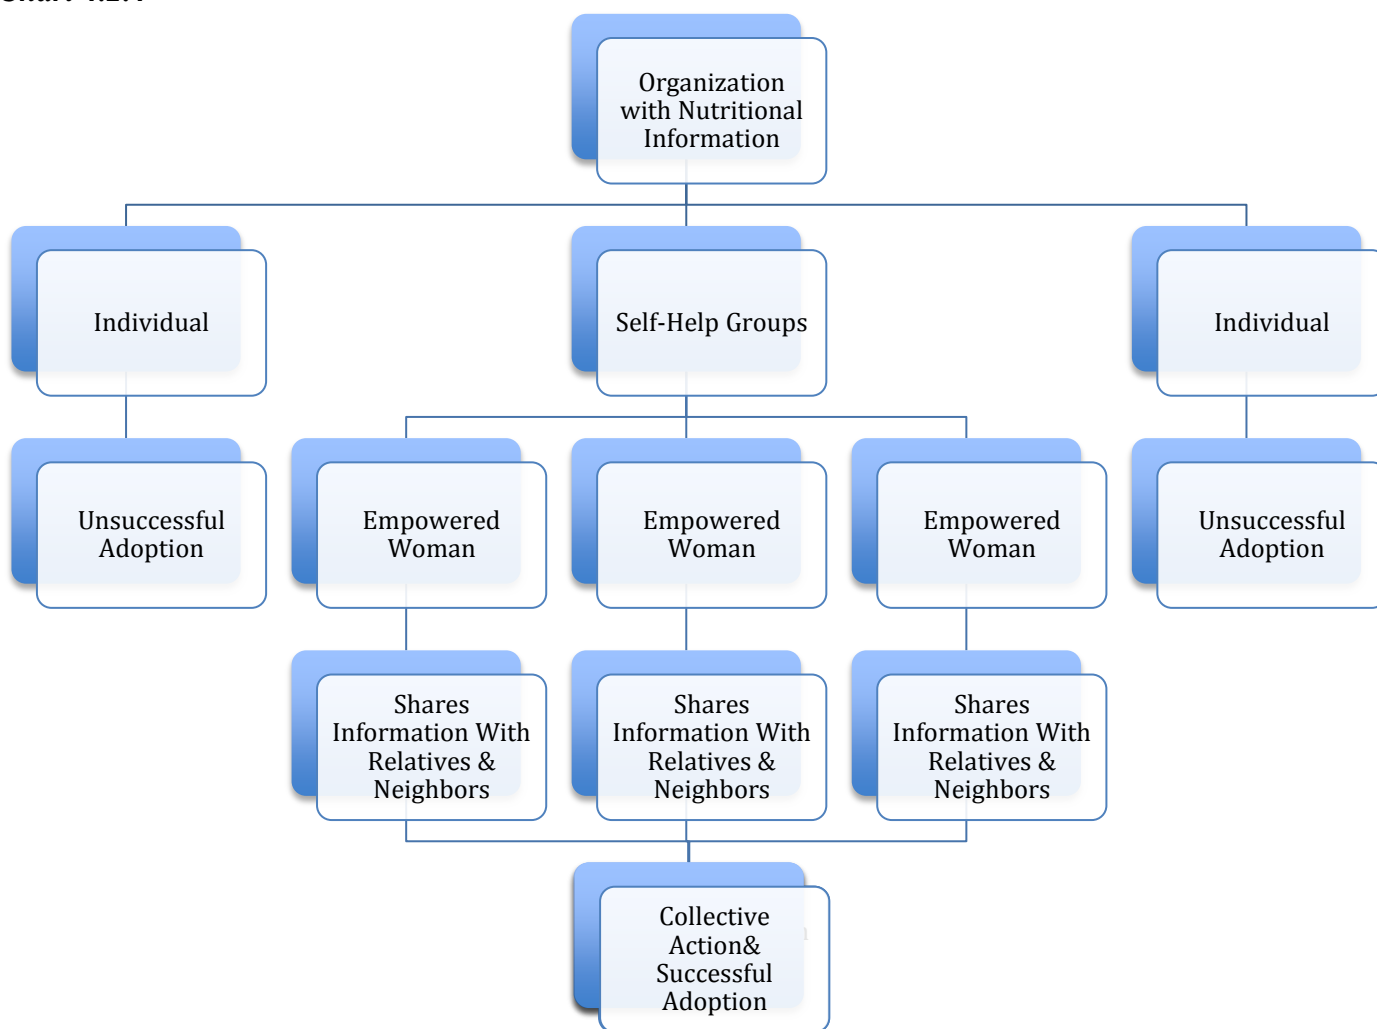 Organization
with Nutritional
Information
Individual
Self-Help Groups
Individual
Unsuccessful
Adoption
Empowered
Woman
Empowered
Woman
Empowered
Woman
Unsuccessful
Adoption
Shares
Information With
Relatives &
Neighbors
Shares
Information With
Relatives &
Neighbors
Shares
Information With
Relatives &
Neighbors
Collective
Action&
Successful
Adoption